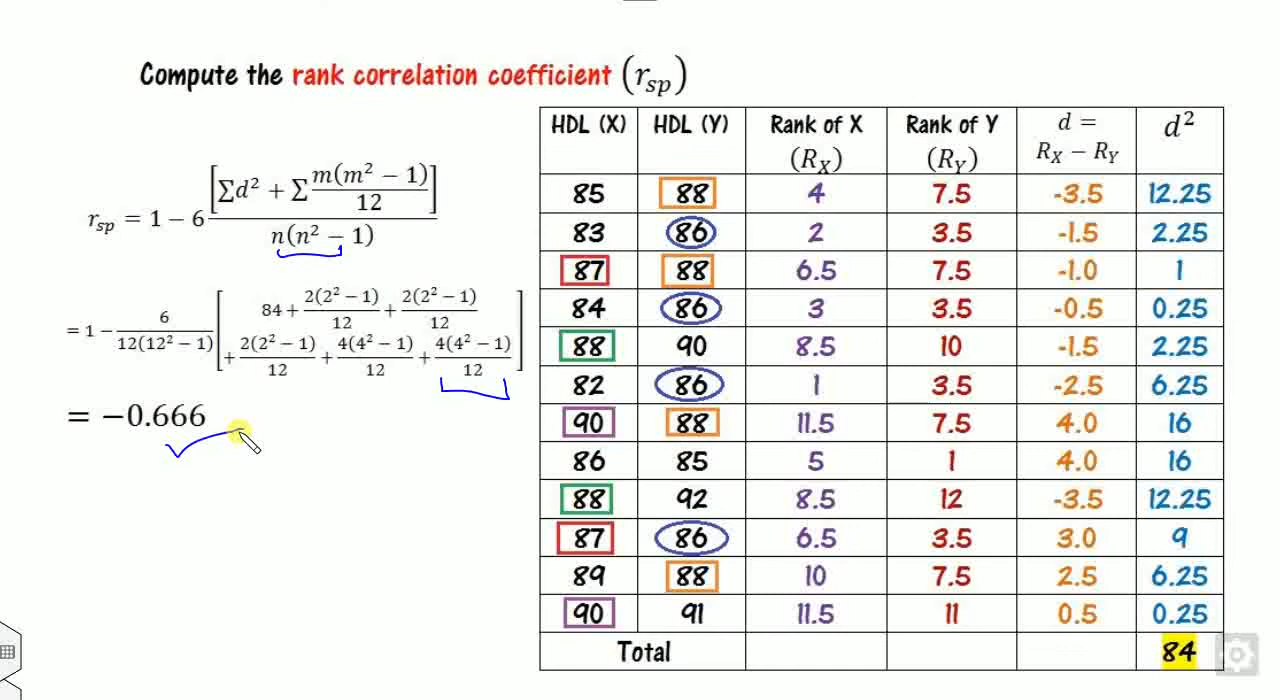 Compute the rank correlation coefficient (r_sp)
r_sp = 1 − 6 [Σd² + Σ m(m² − 1)/12] / n(n² − 1)
= 1 − 6/12(12² − 1) [84 + 2(2² − 1)/12 + 2(2² − 1)/12
+ 2(2² − 1)/12 + 4(4² − 1)/12 + 4(4² − 1)/12]
= −0.666
HDL (X) HDL (Y) Rank of X (R_X) Rank of Y (R_Y) d = R_X − R_Y d²
85 88 4 7.5 -3.5 12.25
83 86 2 3.5 -1.5 2.25
87 88 6.5 7.5 -1.0 1
84 86 3 3.5 -0.5 0.25
88 90 8.5 10 -1.5 2.25
82 86 1 3.5 -2.5 6.25
90 88 11.5 7.5 4.0 16
86 85 5 1 4.0 16
88 92 8.5 12 -3.5 12.25
87 86 6.5 3.5 3.0 9
89 88 10 7.5 2.5 6.25
90 91 11.5 11 0.5 0.25
Total 84